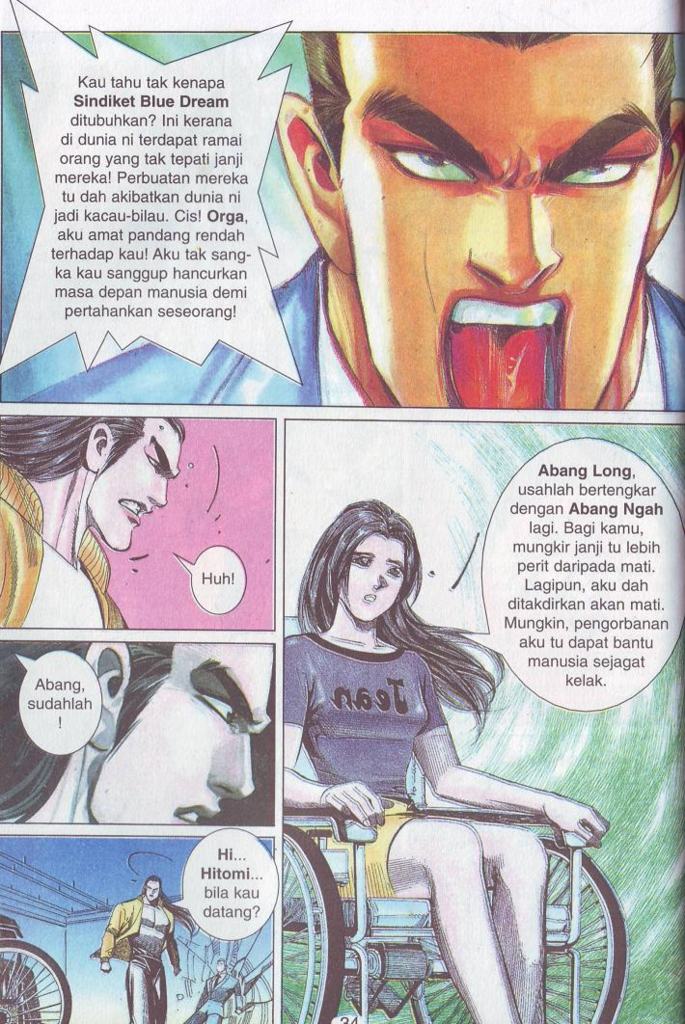 Kau tahu tak kenapa
Sindiket Blue Dream
ditubuhkan? Ini kerana
di dunia ni terdapat ramai
orang yang tak tepati janji
mereka! Perbuatan mereka
tu dah akibatkan dunia ni
jadi kacau-bilau. Cis! Orga,
aku amat pandang rendah
terhadap kau! Aku tak sang-
ka kau sanggup hancurkan
masa depan manusia demi
pertahankan seseorang!
Huh!
Abang,
sudahlah
!
Hi...
Hitomi...
bila kau
datang?
Abang Long,
usahlah bertengkar
dengan Abang Ngah
lagi. Bagi kamu,
mungkir janji tu lebih
perit daripada mati.
Lagipun, aku dah
ditakdirkan akan mati.
Mungkin, pengorbanan
aku tu dapat bantu
manusia sejagat
kelak.
Jean
34